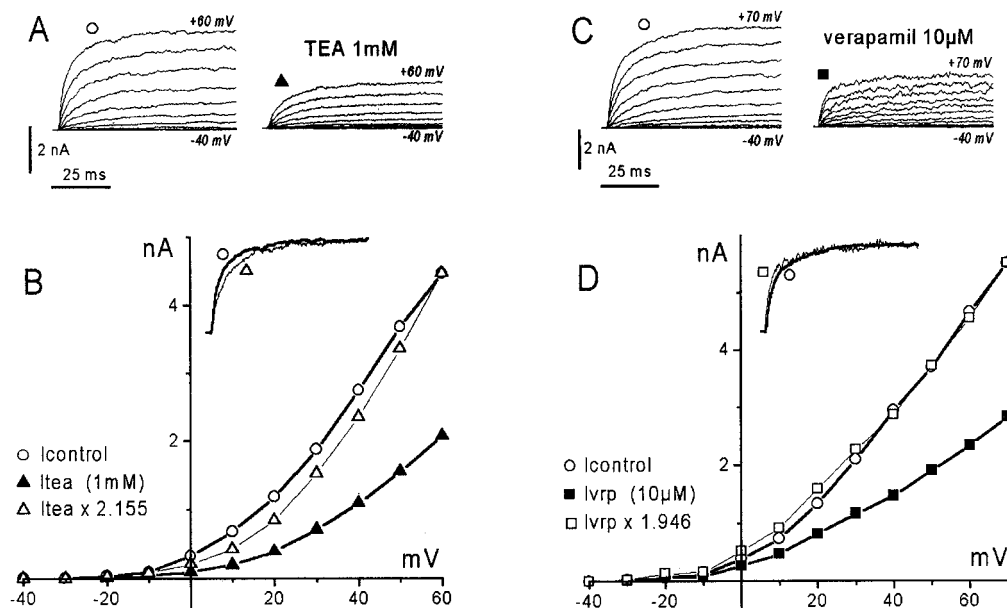 A
+60 mV
TEA 1mM
+60 mV
-40 mV
-40 mV
2 nA
25 ms
C
+70 mV
verapamil 10µM
+70 mV
-40 mV
-40 mV
2 nA
25 ms
B
nA
4
2
Icontrol
Itea (1mM)
Itea x 2.155
mV
-40
-20
20
40
60
D
nA
4
2
Icontrol
Ivrp (10µM)
Ivrp x 1.946
mV
-40
-20
20
40
60